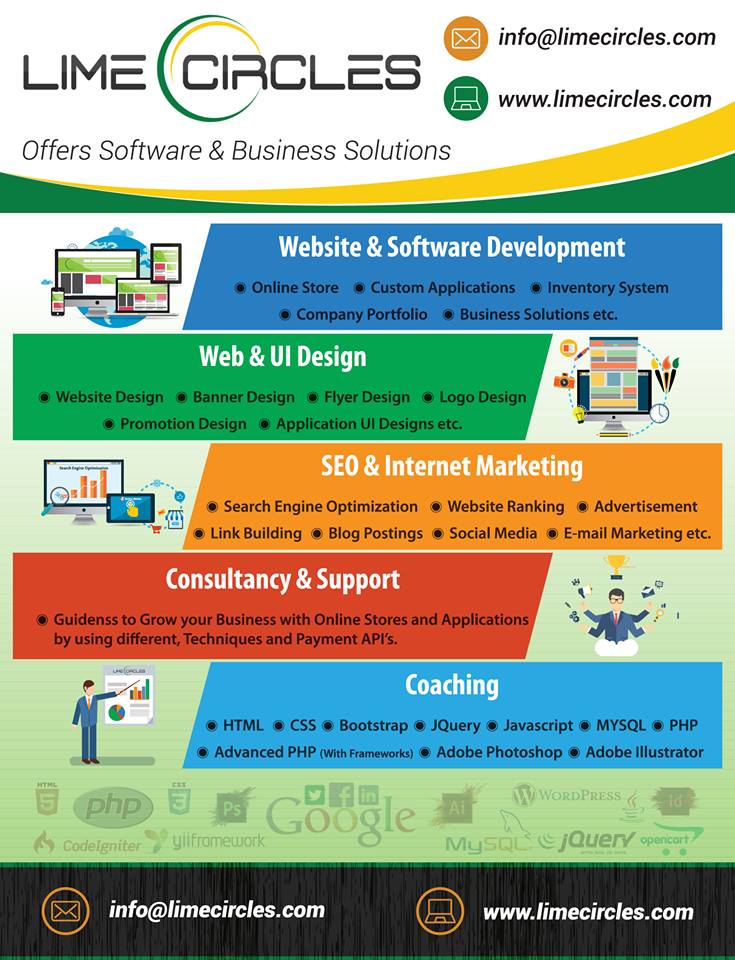 LIME CIRCLES
info@limecircles.com
www.limecircles.com
Offers Software & Business Solutions
Website & Software Development
◉ Online Store ◉ Custom Applications ◉ Inventory System
◉ Company Portfolio ◉ Business Solutions etc.
Web & UI Design
◉ Website Design ◉ Banner Design ◉ Flyer Design ◉ Logo Design
◉ Promotion Design ◉ Application UI Designs etc.
Search Engine Optimization
SEO & Internet Marketing
◉ Search Engine Optimization ◉ Website Ranking ◉ Advertisement
◉ Link Building ◉ Blog Postings ◉ Social Media ◉ E-mail Marketing etc.
Consultancy & Support
◉ Guidenss to Grow your Business with Online Stores and Applications
by using different, Techniques and Payment API's.
LIME CIRCLES
Coaching
◉ HTML ◉ CSS ◉ Bootstrap ◉ JQuery ◉ Javascript ◉ MYSQL ◉ PHP
◉ Advanced PHP (With Frameworks) ◉ Adobe Photoshop ◉ Adobe Illustrator
HTML 5 php CSS 3 Ps Google f in Ai WORDPRESS Java Id
CodeIgniter yiiframework MySQL jQuery opencart
info@limecircles.com
www.limecircles.com